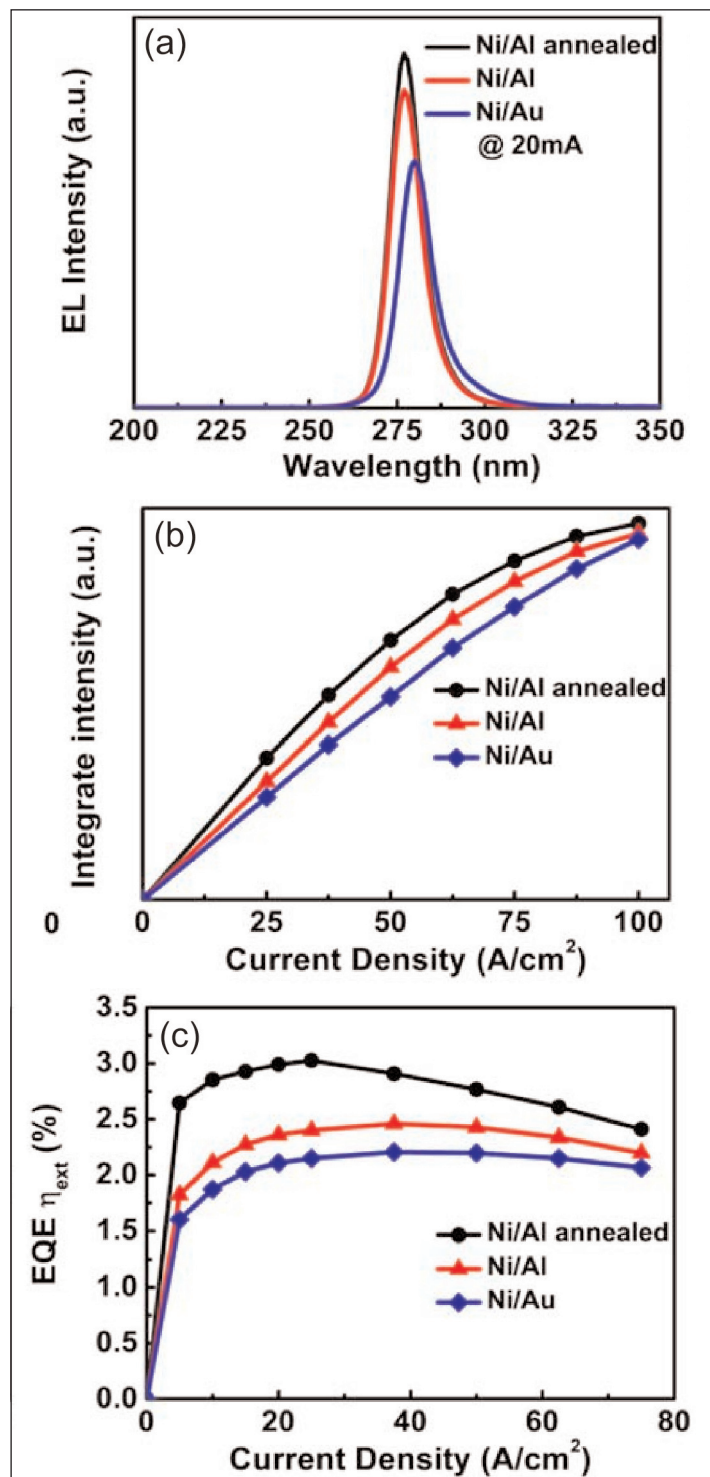 (a)
Ni/Al annealed
Ni/Al
Ni/Au
@ 20mA
EL Intensity (a.u.)
200 225 250 275 300 325 350
Wavelength (nm)
(b)
Integrate intensity (a.u.)
Ni/Al annealed
Ni/Al
Ni/Au
0
0 25 50 75 100
Current Density (A/cm²)
(c)
EQE ηext (%)
3.5
3.0
2.5
2.0
1.5
1.0
0.5
0.0
Ni/Al annealed
Ni/Al
Ni/Au
0 20 40 60 80
Current Density (A/cm²)